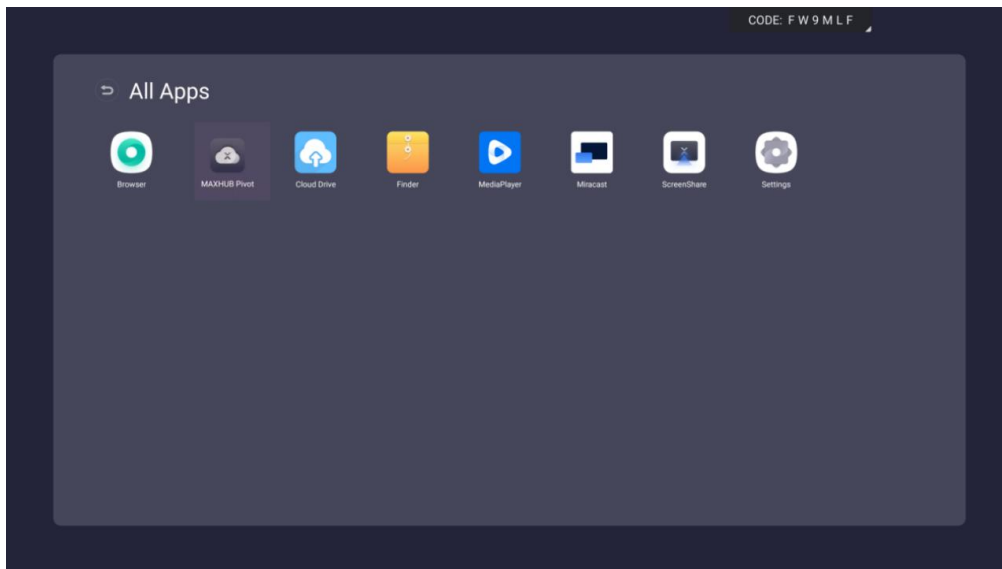 CODE: F W 9 M L F
All Apps
Browser
MAXHUB Pivot
Cloud Drive
Finder
MediaPlayer
Miracast
ScreenShare
Settings